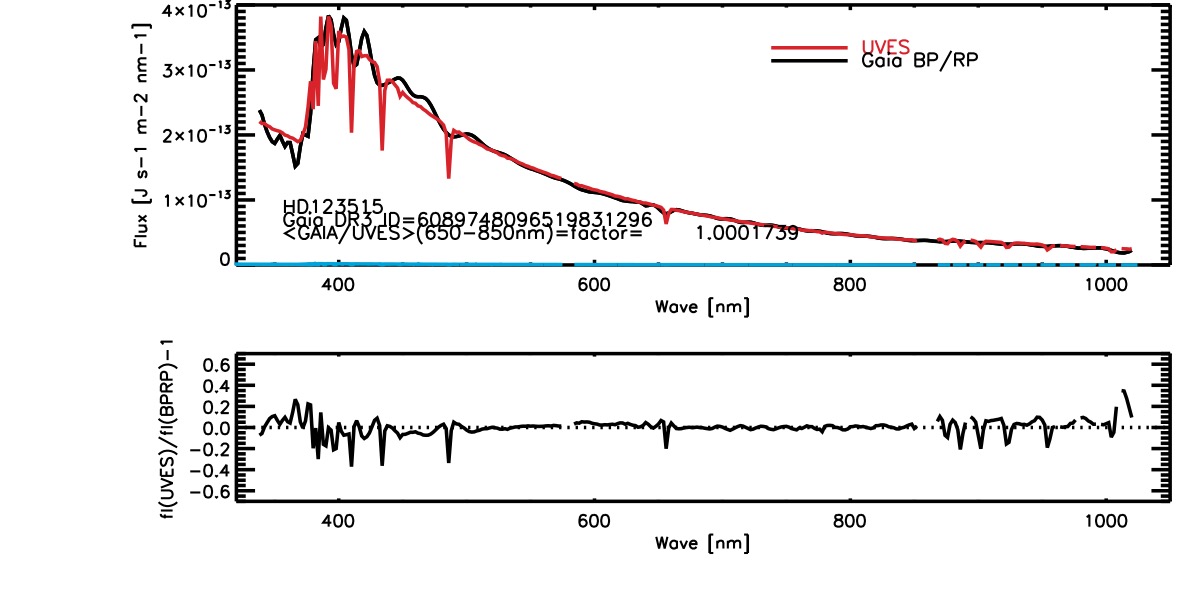 4×10−13
3×10−13
2×10−13
1×10−13
0
Flux [J s−1 m−2 nm−1]
UVES
Gaia BP/RP
HD123515
Gaia DR3 ID=6089748096519831296
<GAIA/UVES>(650−850nm)=factor= 1.0001739
400 600 800 1000
Wave [nm]
0.6
0.4
0.2
0.0
−0.2
−0.4
−0.6
fl(UVES)/fl(BPRP)−1
400 600 800 1000
Wave [nm]